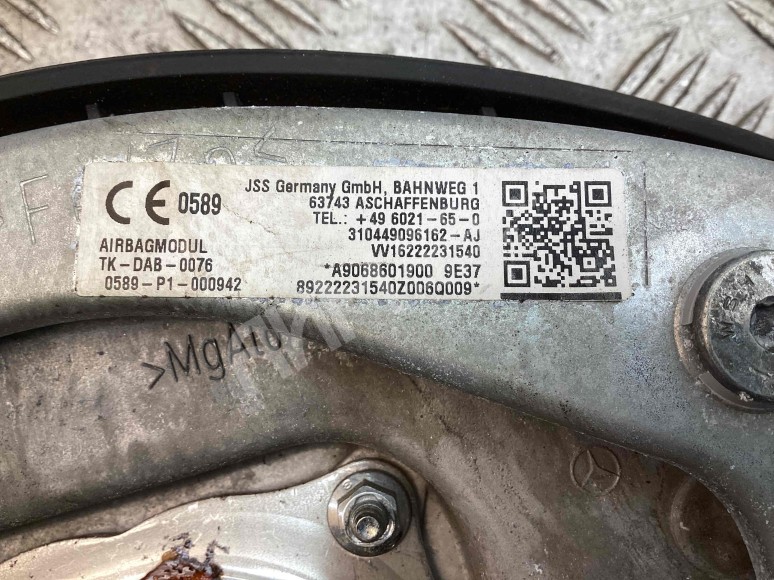 CE 0589
AIRBAGMODUL
TK-DAB-0076
0589-P1-000942
JSS Germany GmbH, BAHNWEG 1
63743 ASCHAFFENBURG
TEL.: +49 6021-65-0
310449096162-AJ
VV16222231540
*A9068601900 9E37
89222231540Z006Q009*
>MgAl